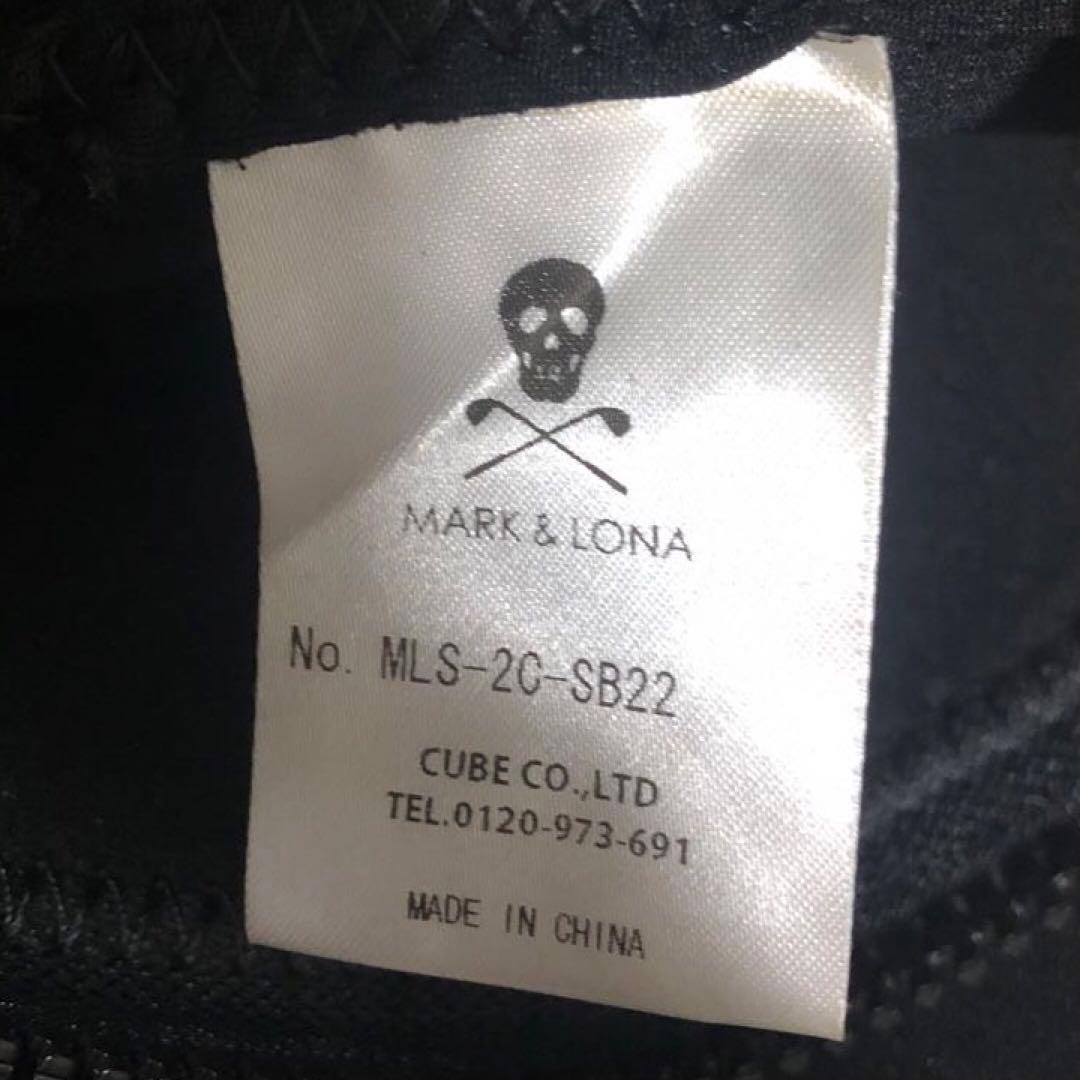 MARK & LONA
No. MLS-2C-SB22
CUBE CO.,LTD
TEL.0120-973-691
MADE IN CHINA